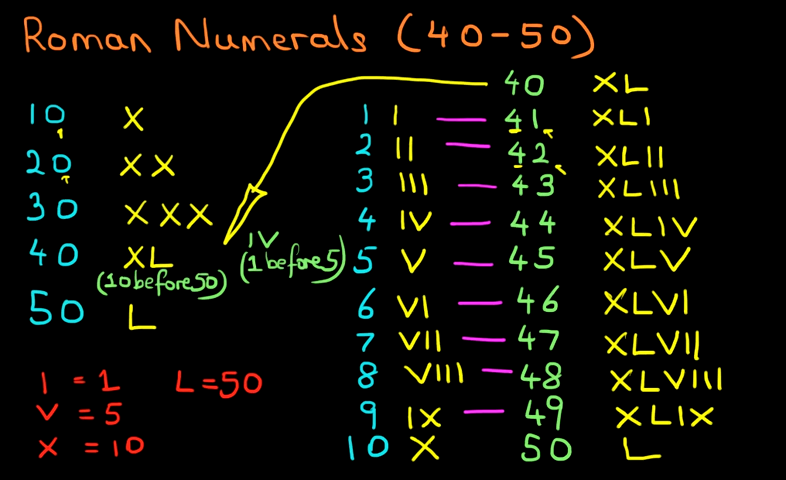 Roman Numerals (40-50)
40 XL
10 X 1 I — 41 XLI
20 XX 2 II — 42 XLII
30 XXX 3 III — 43 XLIII
40 XL 4 IV — 44 XLIV
(10 before 50) IV (1 before 5) 5 V — 45 XLV
50 L 6 VI — 46 XLVI
7 VII — 47 XLVII
I = 1 L = 50 8 VIII — 48 XLVIII
V = 5 9 IX — 49 XLIX
X = 10 10 X 50 L